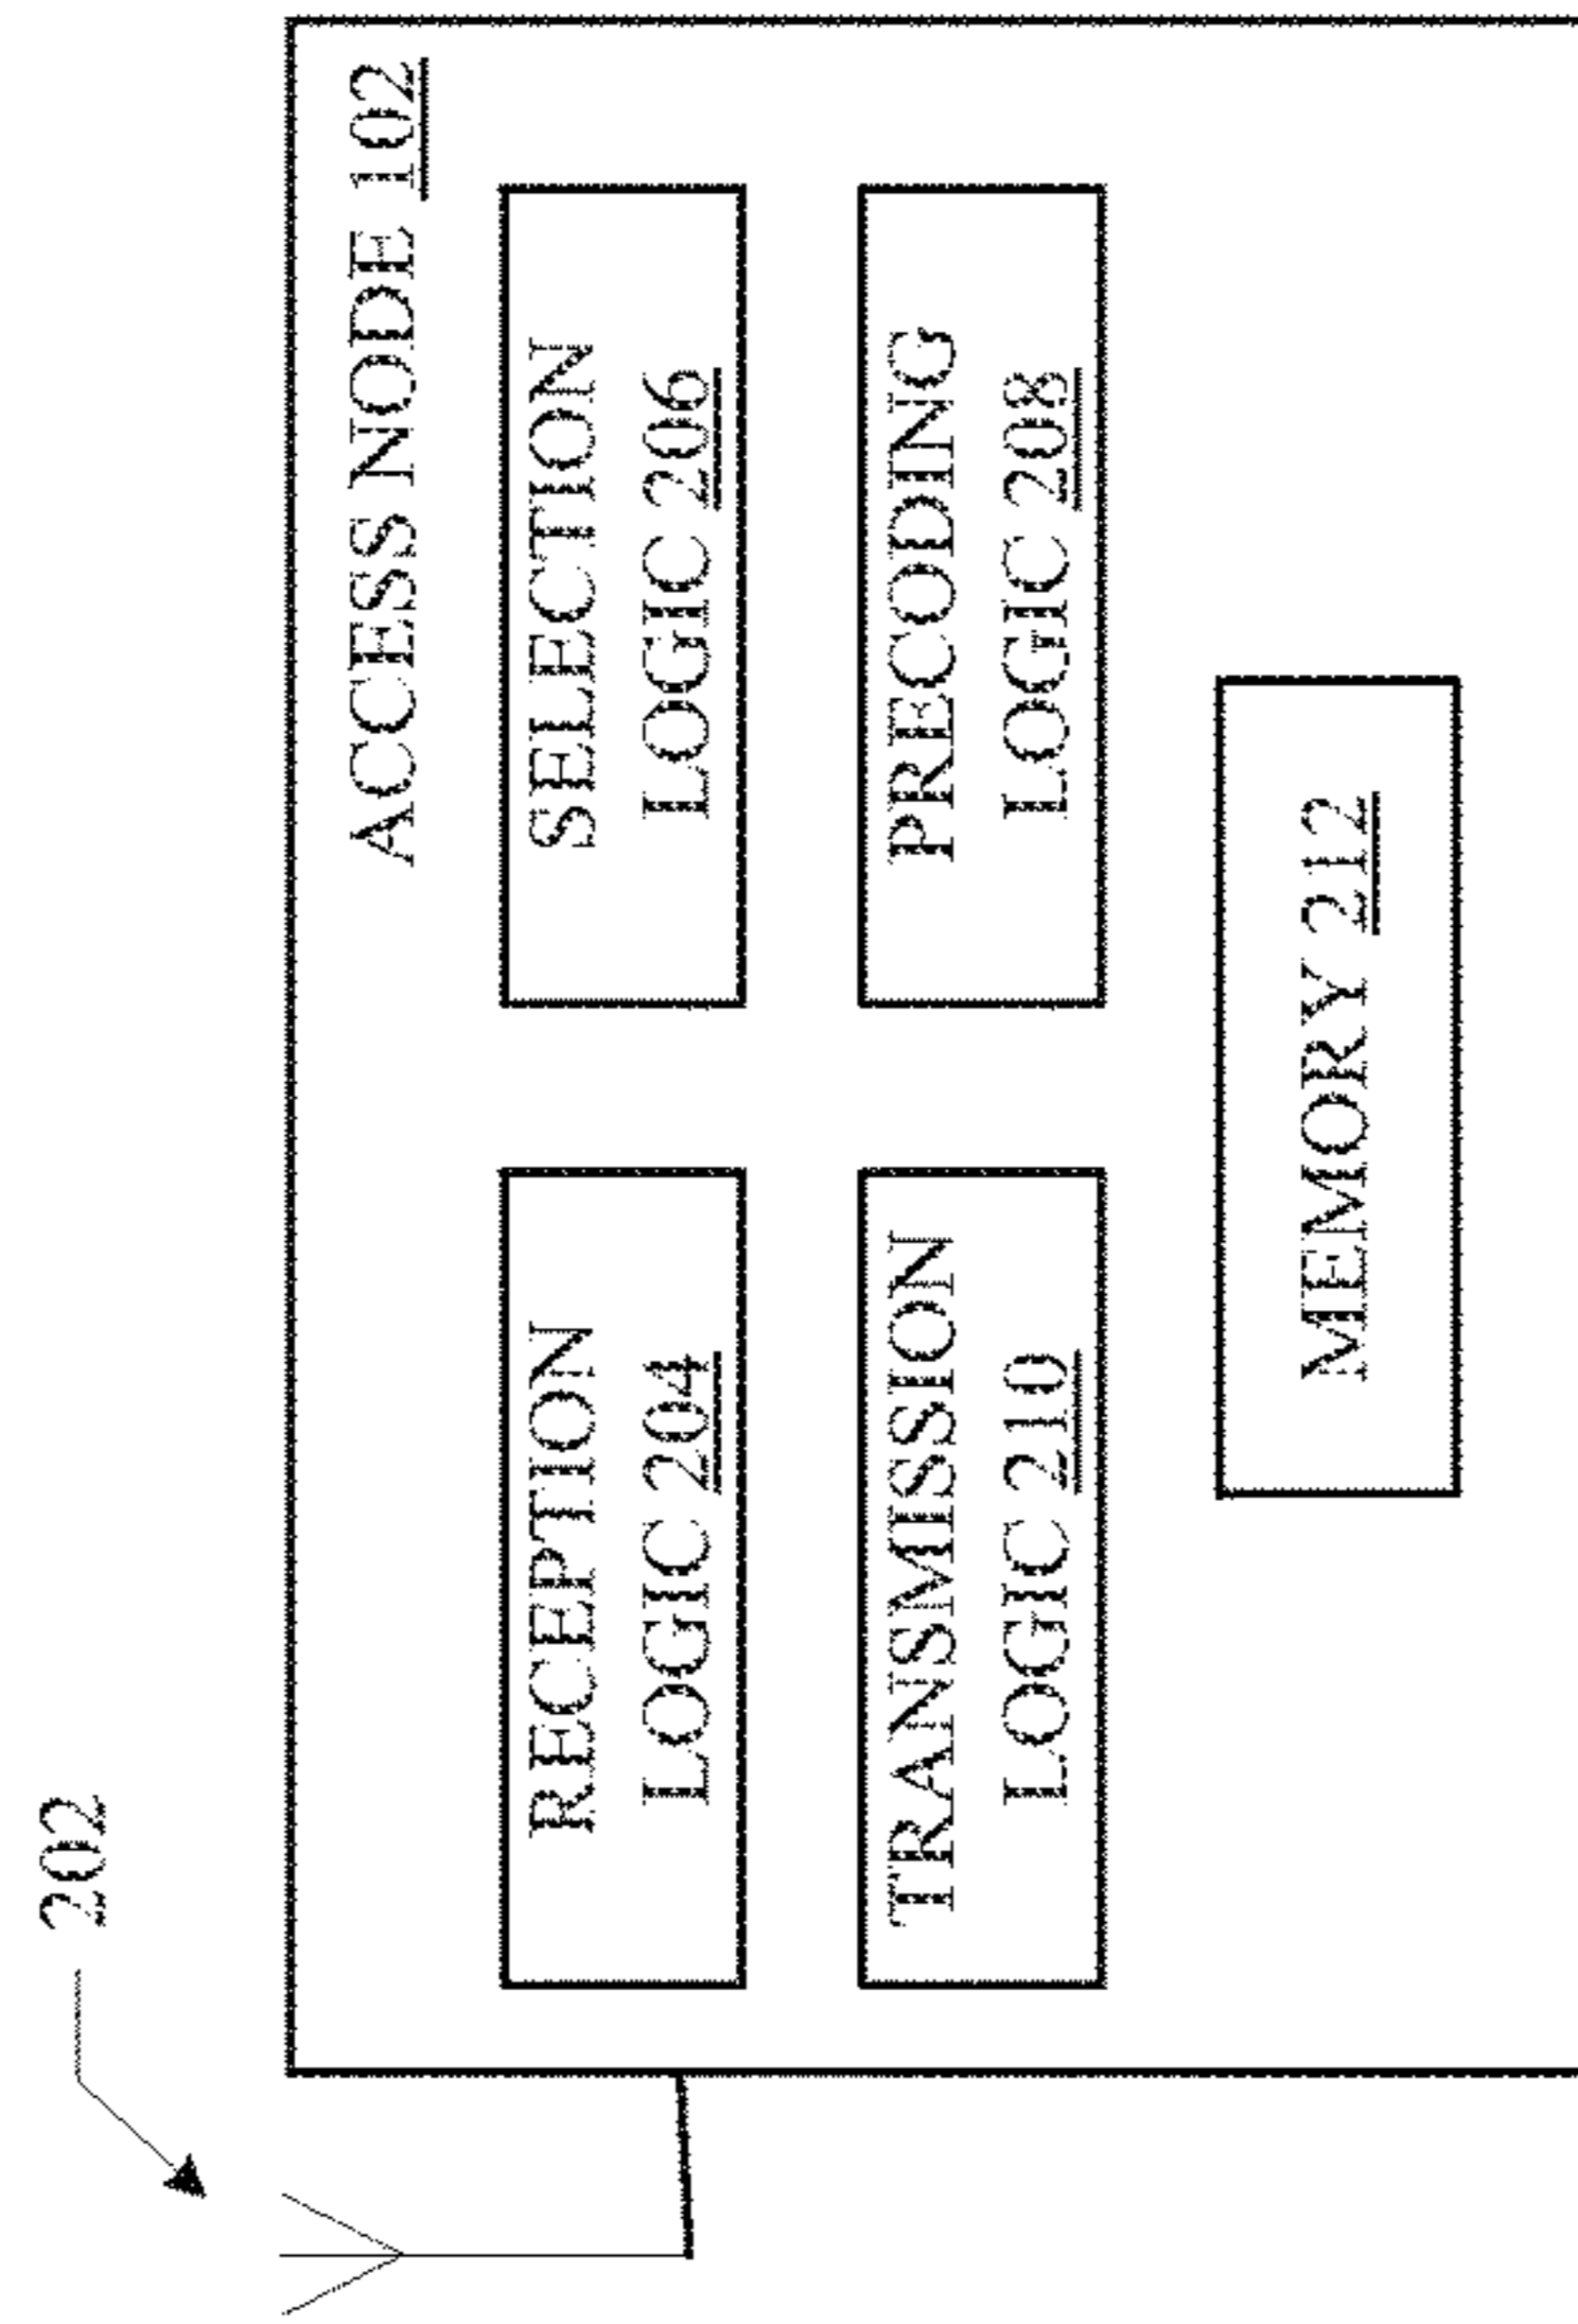 202
ACCESS NODE 102
RECEPTION
LOGIC 204
SELECTION
LOGIC 206
TRANSMISSION
LOGIC 210
PRECODING
LOGIC 208
MEMORY 212